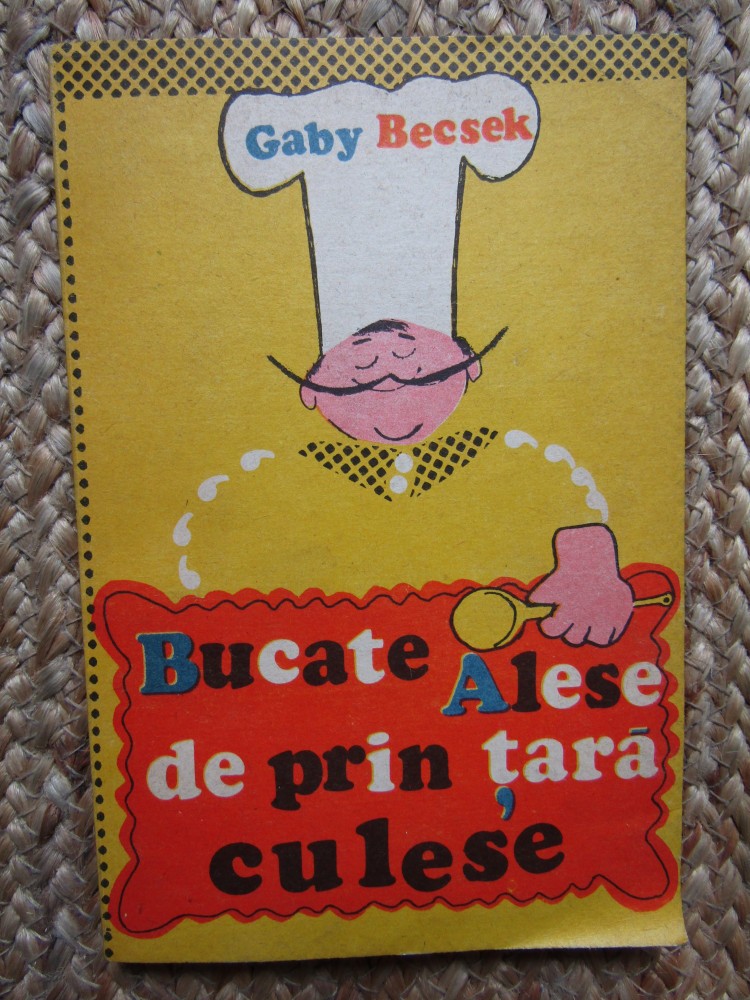 Gaby Becsek
Bucate Alese
de prin țară
culese